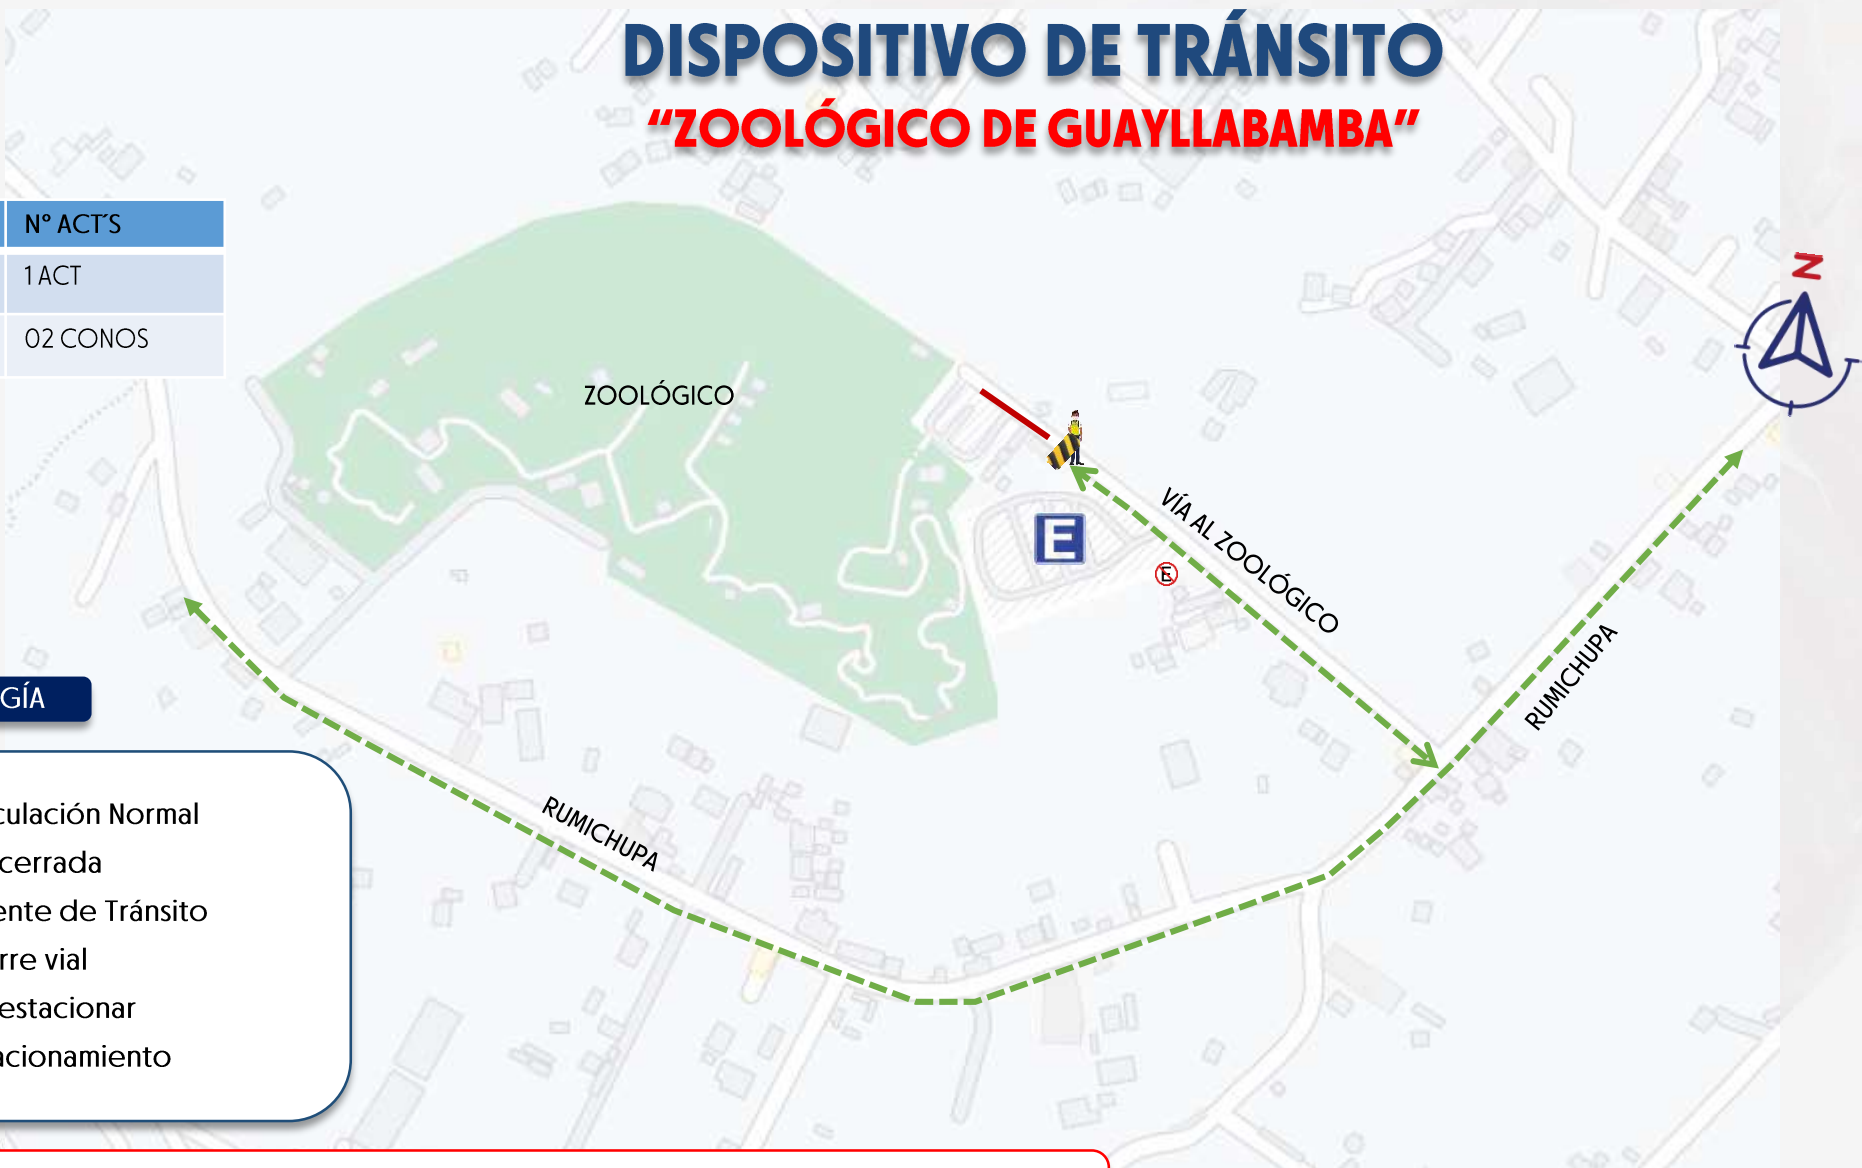 DISPOSITIVO DE TRÁNSITO
“ZOOLÓGICO DE GUAYLLABAMBA”
Nº ACT´S
1 ACT
02 CONOS
N
ZOOLÓGICO
E
E
VÍA AL ZOOLÓGICO
RUMICHUPA
RUMICHUPA
GÍA
culación Normal
cerrada
ente de Tránsito
rre vial
estacionar
acionamiento